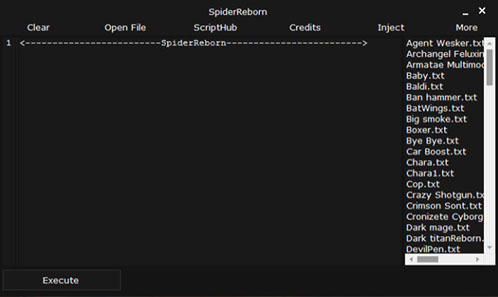 SpiderReborn
Clear Open File ScriptHub Credits Inject More
1 <------------------------SpiderReborn------------------------>
Agent Wesker.txt
Archangel Feluxin
Armatae Multimod
Baby.txt
Baldi.txt
Ban hammer.txt
BatWings.txt
Big smoke.txt
Boxer.txt
Bye Bye.txt
Car Boost.txt
Chara.txt
Chara1.txt
Cop.txt
Crazy Shotgun.txt
Crimson Sont.txt
Cronizete Cyborg
Dark mage.txt
Dark titanReborn.
DevilPen.txt
Execute